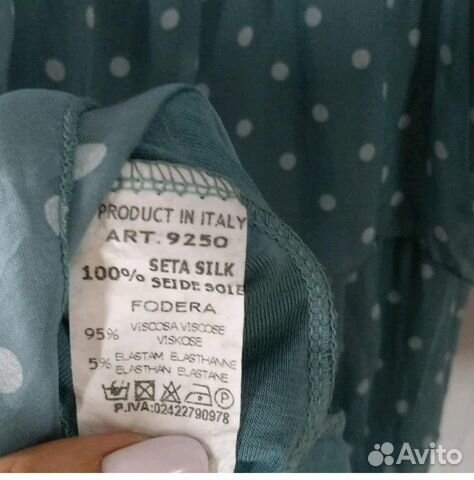 PRODUCT IN ITALY
ART. 9250
100% SETA SILK
SEIDE SOIE
FODERA
95% VISCOSA VISCOSE
VISKOSE
5% ELASTAM ELASTHANNE
ELASTHAN ELASTANE
P.IVA:02422790978
Avito